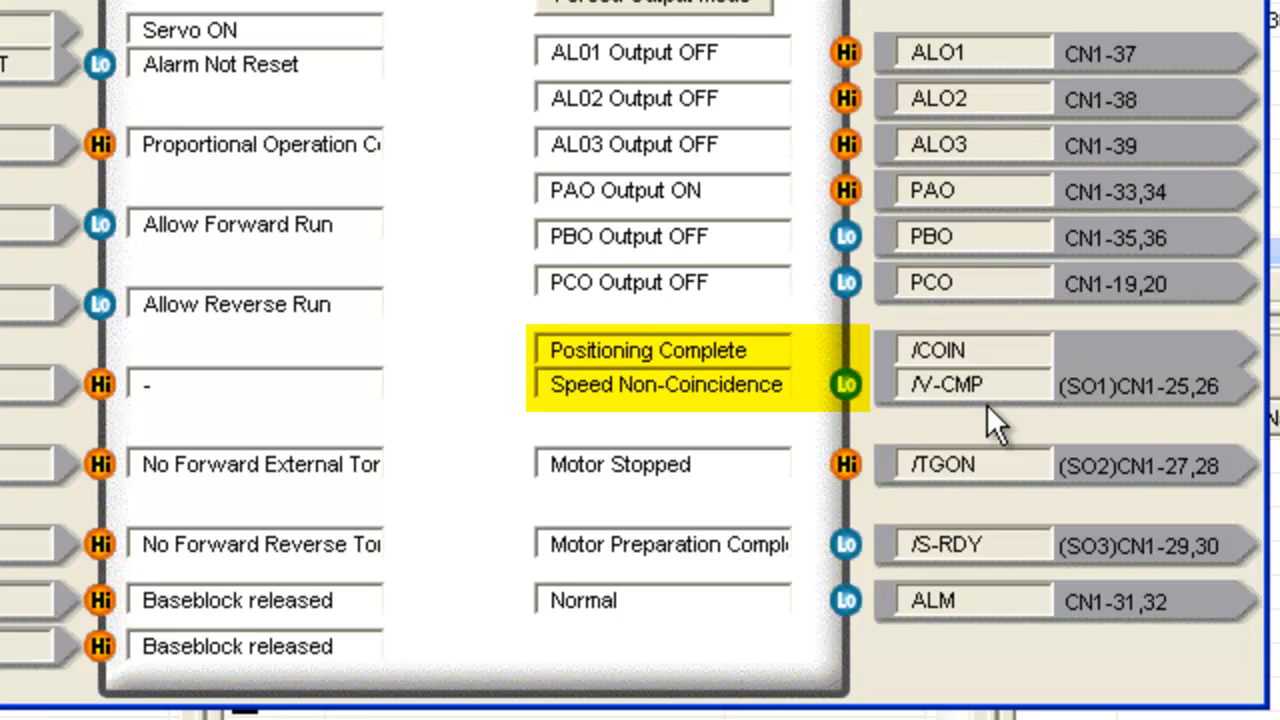 Servo ON
T
Lo
Alarm Not Reset
Hi
Proportional Operation
Lo
Allow Forward Run
Lo
Allow Reverse Run
Hi
-
Hi
No Forward External Tor
Hi
No Forward Reverse Tor
Hi
Baseblock released
Hi
Baseblock released
Forced Output Mode
AL01 Output OFF
Hi
ALO1
CN1-37
AL02 Output OFF
Hi
ALO2
CN1-38
AL03 Output OFF
Hi
ALO3
CN1-39
PAO Output ON
Hi
PAO
CN1-33,34
PBO Output OFF
Lo
PBO
CN1-35,36
PCO Output OFF
Lo
PCO
CN1-19,20
Positioning Complete
/COIN
Speed Non-Coincidence
Lo
/V-CMP
(SO1)CN1-25,26
Motor Stopped
Hi
/TGON
(SO2)CN1-27,28
Motor Preparation Compl
Lo
/S-RDY
(SO3)CN1-29,30
Normal
Lo
ALM
CN1-31,32